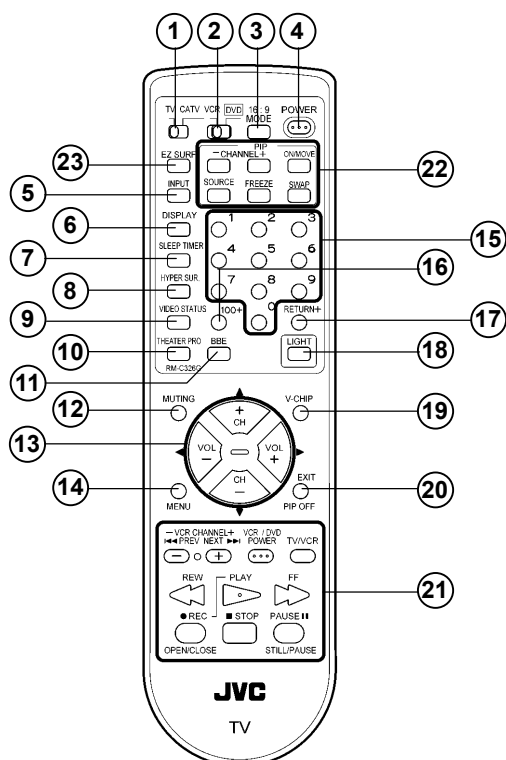 1 2 3 4
TV CATV VCR DVD 16:9 MODE POWER
PIP
23 EZ SURF − CHANNEL + ON/MOVE 22
5 INPUT SOURCE FREEZE SWAP
6 DISPLAY 1 2 3
7 SLEEP TIMER 4 5 6 15
8 HYPER SUR. 7 8 9 16
9 VIDEO STATUS 100+ 0 RETURN+ 17
10 THEATER PRO BBE LIGHT 18
RM-C326G
11
12 MUTING V-CHIP 19
+
CH
13 VOL − VOL +
CH
−
14 MENU EXIT 20
PIP OFF
− VCR CHANNEL + VCR / DVD
◀◀ PREV NEXT ▶▶ POWER TV/VCR
− +
REW PLAY FF 21
● REC ■ STOP PAUSE ❚❚
OPEN/CLOSE STILL/PAUSE
JVC
TV